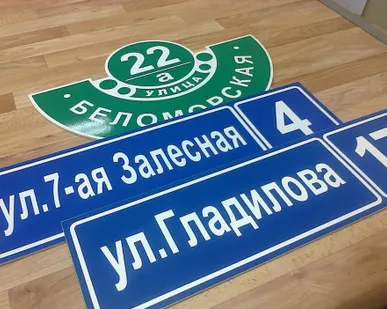 22
а
УЛИЦА
БЕЛОМОРСКАЯ
ул.7-ая Залесная 4
ул.Гладилова